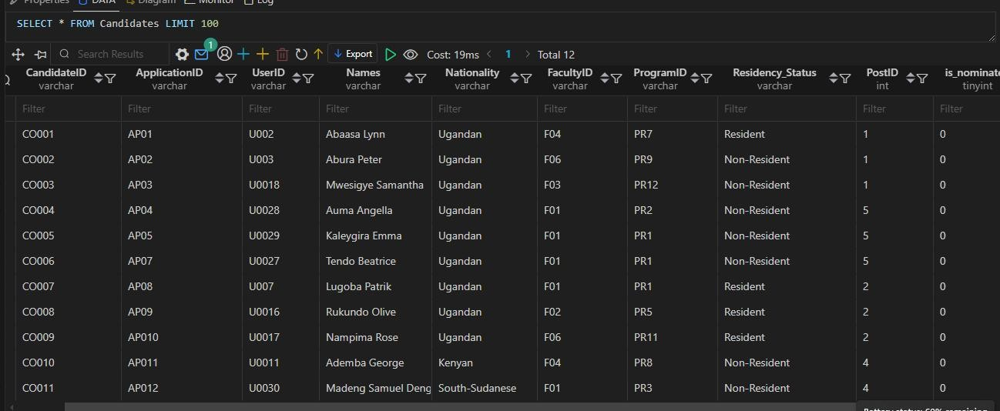 Properties DATA Diagram Monitor Log
SELECT * FROM Candidates LIMIT 100
1
Search Results Export Cost: 19ms 1 Total 12
CandidateID ApplicationID UserID Names Nationality FacultyID ProgramID Residency_Status PostID is_nominate
varchar varchar varchar varchar varchar varchar varchar varchar int tinyint
Filter Filter Filter Filter Filter Filter Filter Filter Filter Filter
CO001 AP01 U002 Abaasa Lynn Ugandan F04 PR7 Resident 1 0
CO002 AP02 U003 Abura Peter Ugandan F06 PR9 Non-Resident 1 0
CO003 AP03 U0018 Mwesigye Samantha Ugandan F03 PR12 Non-Resident 1 0
CO004 AP04 U0028 Auma Angella Ugandan F01 PR2 Non-Resident 5 0
CO005 AP05 U0029 Kaleygira Emma Ugandan F01 PR1 Non-Resident 5 0
CO006 AP07 U0027 Tendo Beatrice Ugandan F01 PR1 Non-Resident 5 0
CO007 AP08 U007 Lugoba Patrik Ugandan F01 PR1 Resident 2 0
CO008 AP09 U0016 Rukundo Olive Ugandan F02 PR5 Resident 2 0
CO009 AP010 U0017 Nampima Rose Ugandan F06 PR11 Resident 2 0
CO010 AP011 U0011 Ademba George Kenyan F04 PR8 Non-Resident 4 0
CO011 AP012 U0030 Madeng Samuel Deng South-Sudanese F01 PR3 Non-Resident 4 0
Battery status: 60% remaining